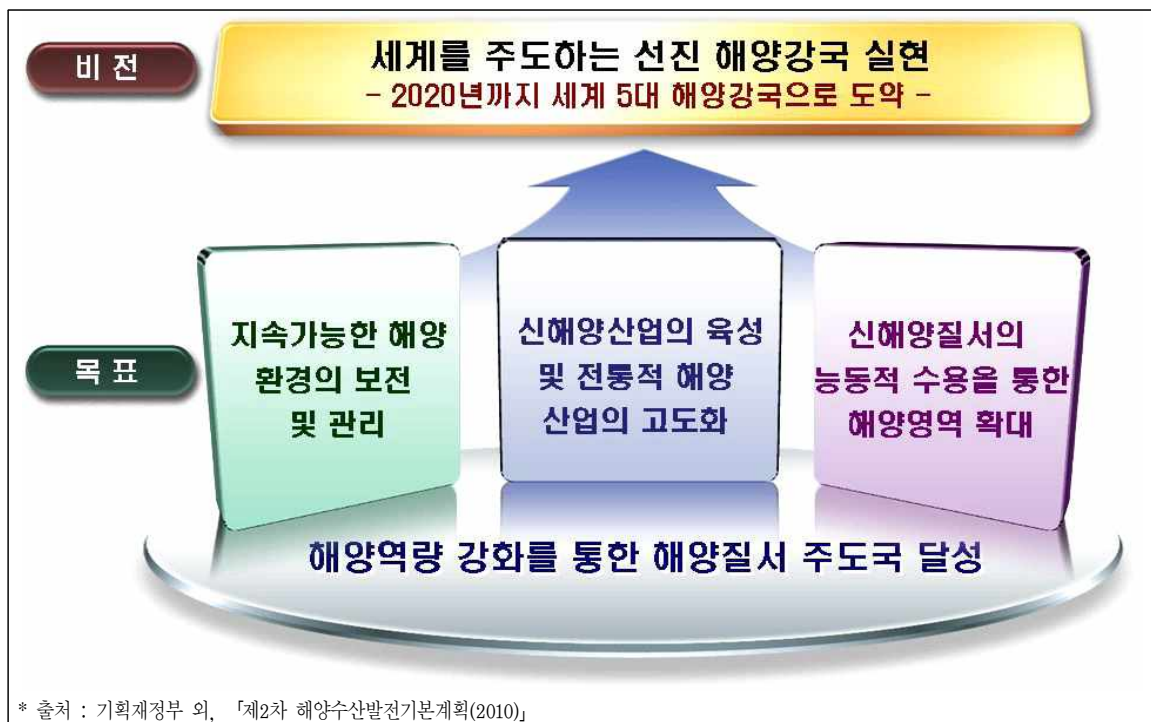 비 전
세계를 주도하는 선진 해양강국 실현
- 2020년까지 세계 5대 해양강국으로 도약 -
목 표
지속가능한 해양
환경의 보전
및 관리
신해양산업의 육성
및 전통적 해양
산업의 고도화
신해양질서의
능동적 수용을 통한
해양영역 확대
해양역량 강화를 통한 해양질서 주도국 달성
* 출처 : 기획재정부 외, 「제2차 해양수산발전기본계획(2010)」